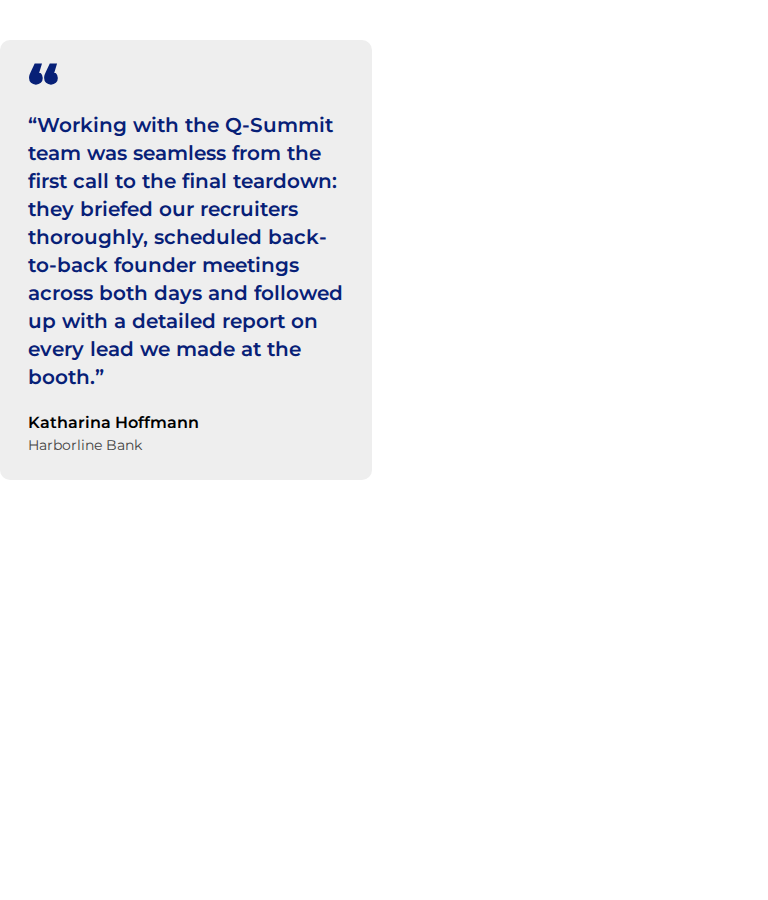 “
“Working with the Q-Summit
team was seamless from the
first call to the final teardown:
they briefed our recruiters
thoroughly, scheduled back-
to-back founder meetings
across both days and followed
up with a detailed report on
every lead we made at the
booth.”
Katharina Hoffmann
Harborline Bank